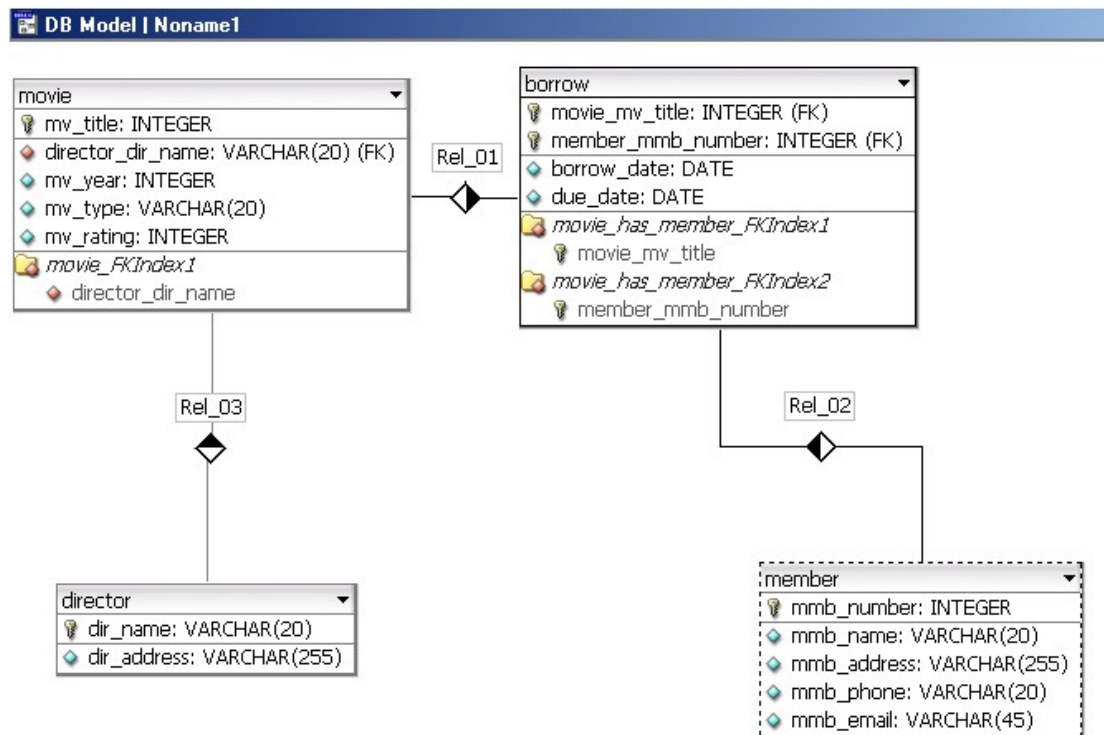 DB Model | Noname1
movie
mv_title: INTEGER
director_dir_name: VARCHAR(20) (FK)
mv_year: INTEGER
mv_type: VARCHAR(20)
mv_rating: INTEGER
movie_FKIndex1
director_dir_name
Rel_01
borrow
movie_mv_title: INTEGER (FK)
member_mmb_number: INTEGER (FK)
borrow_date: DATE
due_date: DATE
movie_has_member_FKIndex1
movie_mv_title
movie_has_member_FKIndex2
member_mmb_number
Rel_03
Rel_02
director
dir_name: VARCHAR(20)
dir_address: VARCHAR(255)
member
mmb_number: INTEGER
mmb_name: VARCHAR(20)
mmb_address: VARCHAR(255)
mmb_phone: VARCHAR(20)
mmb_email: VARCHAR(45)